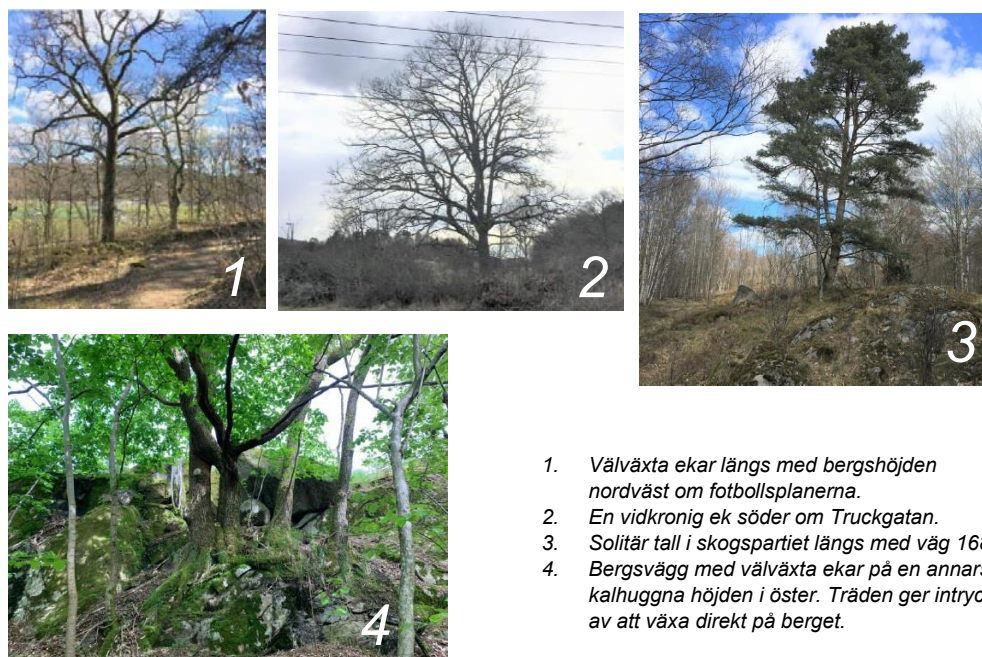 1
2
3
4
1. Välväxta ekar längs med bergshöjden
nordväst om fotbollsplanerna.
2. En vidkronig ek söder om Truckgatan.
3. Solitär tall i skogspartiet längs med väg
4. Bergsvägg med välväxta ekar på en annars
kalhuggna höjden i öster. Träden ger
av att växa direkt på berget.